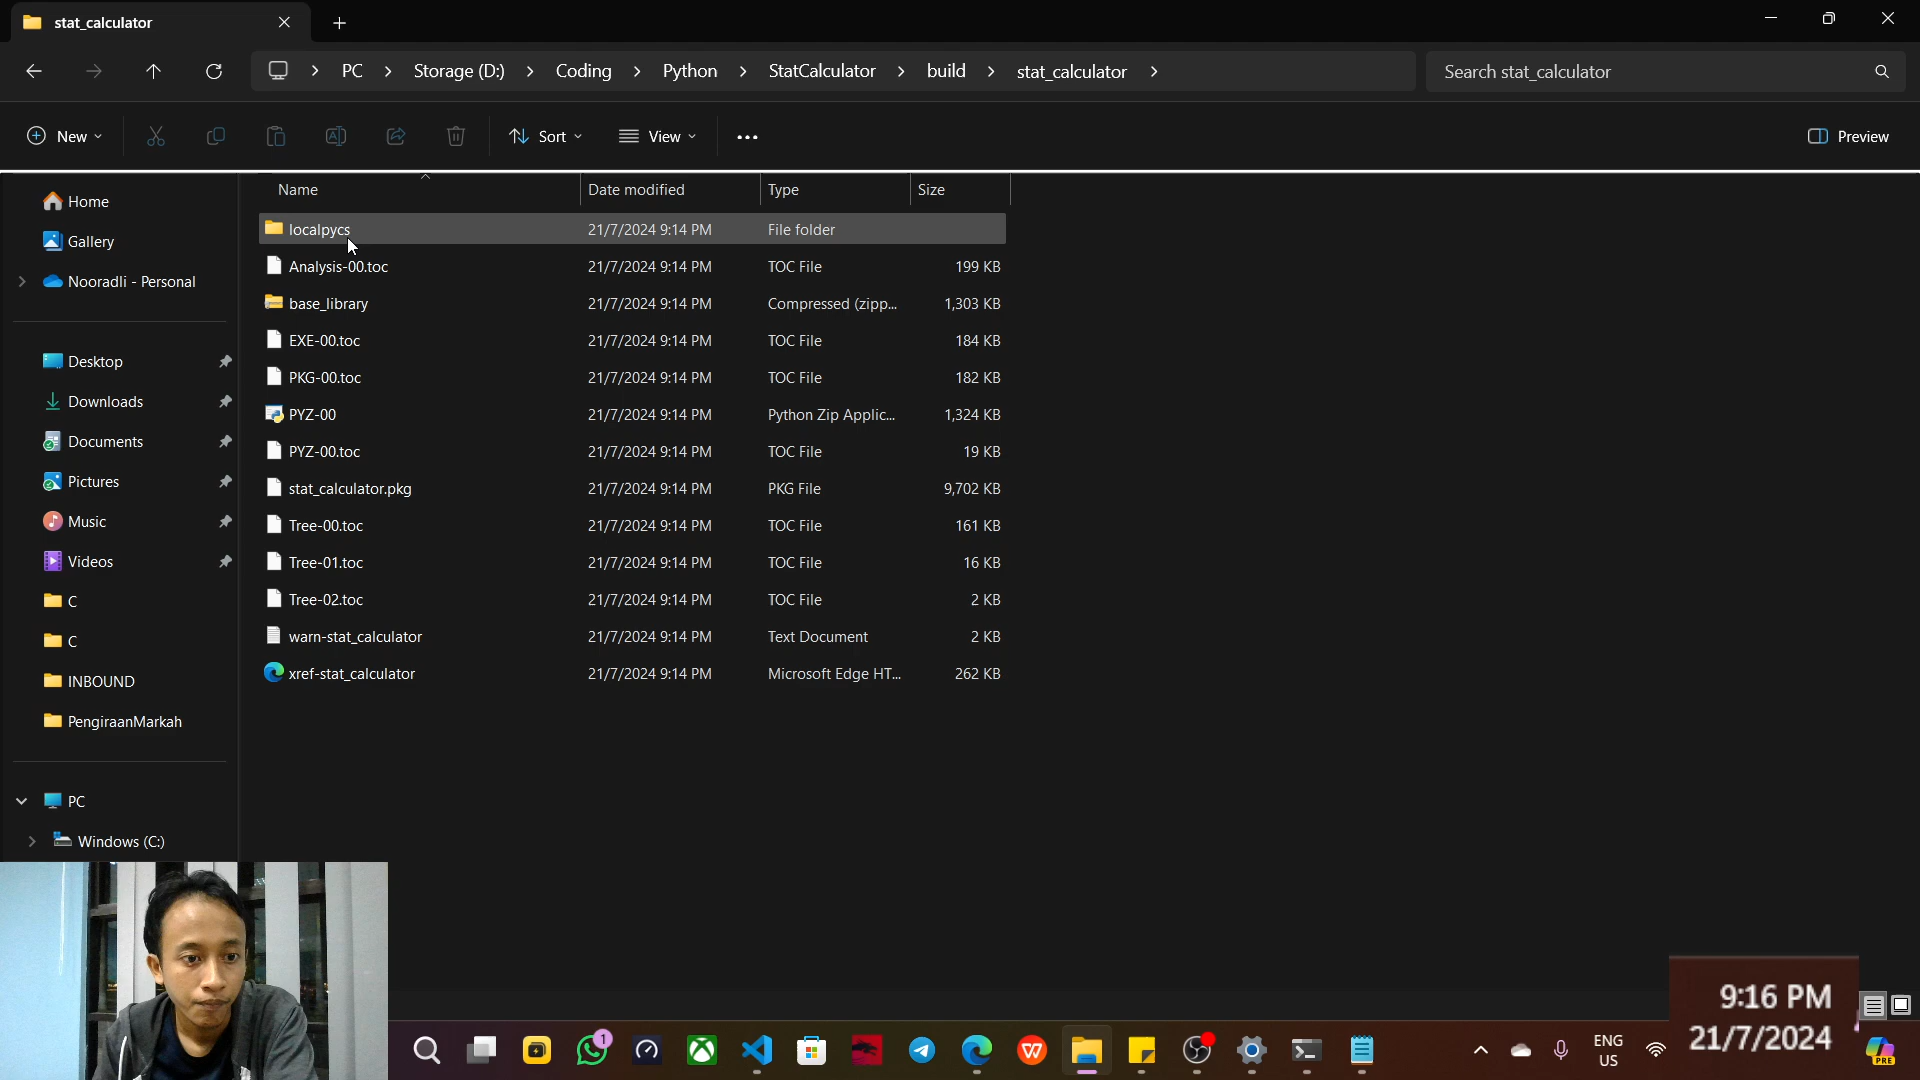 stat_calculator
PC Storage (D:) Coding Python StatCalculator build stat_calculator
Search stat_calculator
New Sort View Preview
Name Date modified Type Size
Home
Gallery
Nooradli - Personal
Desktop
Downloads
Documents
Pictures
Music
Videos
C
C
INBOUND
PengiraanMarkah
PC
Windows (C:)
localpycs 21/7/2024 9:14 PM File folder
Analysis-00.toc 21/7/2024 9:14 PM TOC File 199 KB
base_library 21/7/2024 9:14 PM Compressed (zipp... 1,303 KB
EXE-00.toc 21/7/2024 9:14 PM TOC File 184 KB
PKG-00.toc 21/7/2024 9:14 PM TOC File 182 KB
PYZ-00 21/7/2024 9:14 PM Python Zip Applic... 1,324 KB
PYZ-00.toc 21/7/2024 9:14 PM TOC File 19 KB
stat_calculator.pkg 21/7/2024 9:14 PM PKG File 9,702 KB
Tree-00.toc 21/7/2024 9:14 PM TOC File 161 KB
Tree-01.toc 21/7/2024 9:14 PM TOC File 16 KB
Tree-02.toc 21/7/2024 9:14 PM TOC File 2 KB
warn-stat_calculator 21/7/2024 9:14 PM Text Document 2 KB
xref-stat_calculator 21/7/2024 9:14 PM Microsoft Edge HT... 262 KB
1
ENG
US
9:16 PM
21/7/2024
PRE